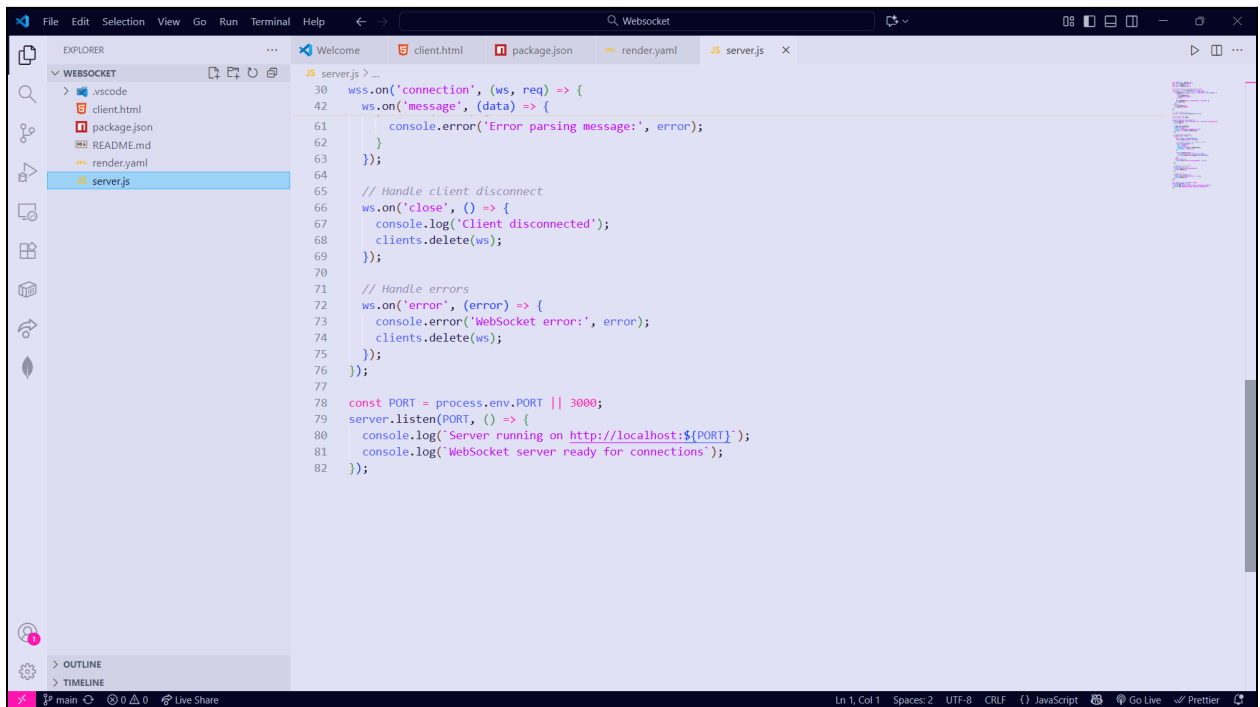 File Edit Selection View Go Run Terminal Help
Websocket
EXPLORER
WEBSOCKET
.vscode
client.html
package.json
README.md
render.yaml
server.js
Welcome
client.html
package.json
render.yaml
JS server.js
JS server.js > ...
30 wss.on('connection', (ws, req) => {
42 ws.on('message', (data) => {
61 console.error('Error parsing message:', error);
62 }
63 });
64
65 // Handle client disconnect
66 ws.on('close', () => {
67 console.log('Client disconnected');
68 clients.delete(ws);
69 });
70
71 // Handle errors
72 ws.on('error', (error) => {
73 console.error('WebSocket error:', error);
74 clients.delete(ws);
75 });
76 });
77
78 const PORT = process.env.PORT || 3000;
79 server.listen(PORT, () => {
80 console.log(`Server running on http://localhost:${PORT}`);
81 console.log(`WebSocket server ready for connections`);
82 });
1
OUTLINE
TIMELINE
main 0 0 Live Share Ln 1, Col 1 Spaces: 2 UTF-8 CRLF {} JavaScript Go Live Prettier